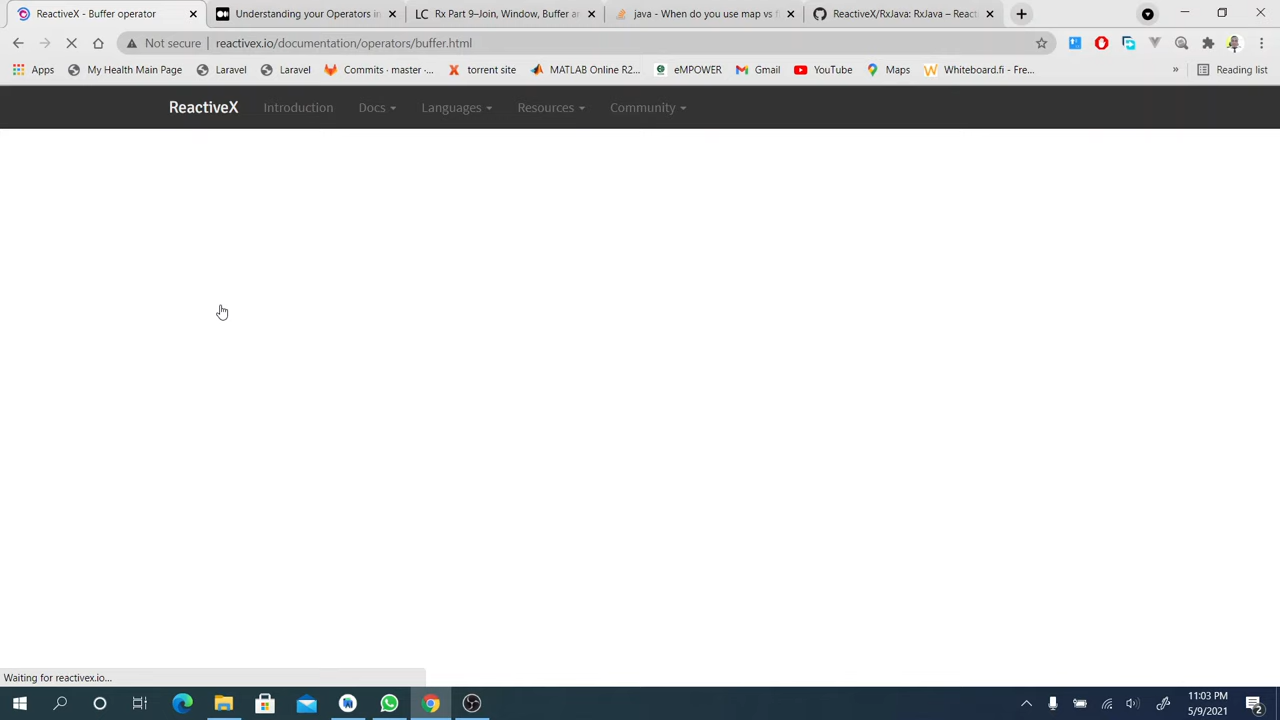 ReactiveX - Buffer operator
Understanding your Operators in
LC Rx Part 9–Join, Window, Buffer an
java - When do you use map vs f
ReactiveX/RxJava: RxJava – React
Not secure | reactivex.io/documentation/operators/buffer.html
Apps
My Health Main Page
Laravel
Laravel
Commits · master ·...
torrent site
MATLAB Online R2...
eMPOWER
Gmail
YouTube
Maps
Whiteboard.fi - Fre...
»
Reading list
ReactiveX
Introduction
Docs
Languages
Resources
Community
Waiting for reactivex.io...
11:03 PM
5/9/2021
2